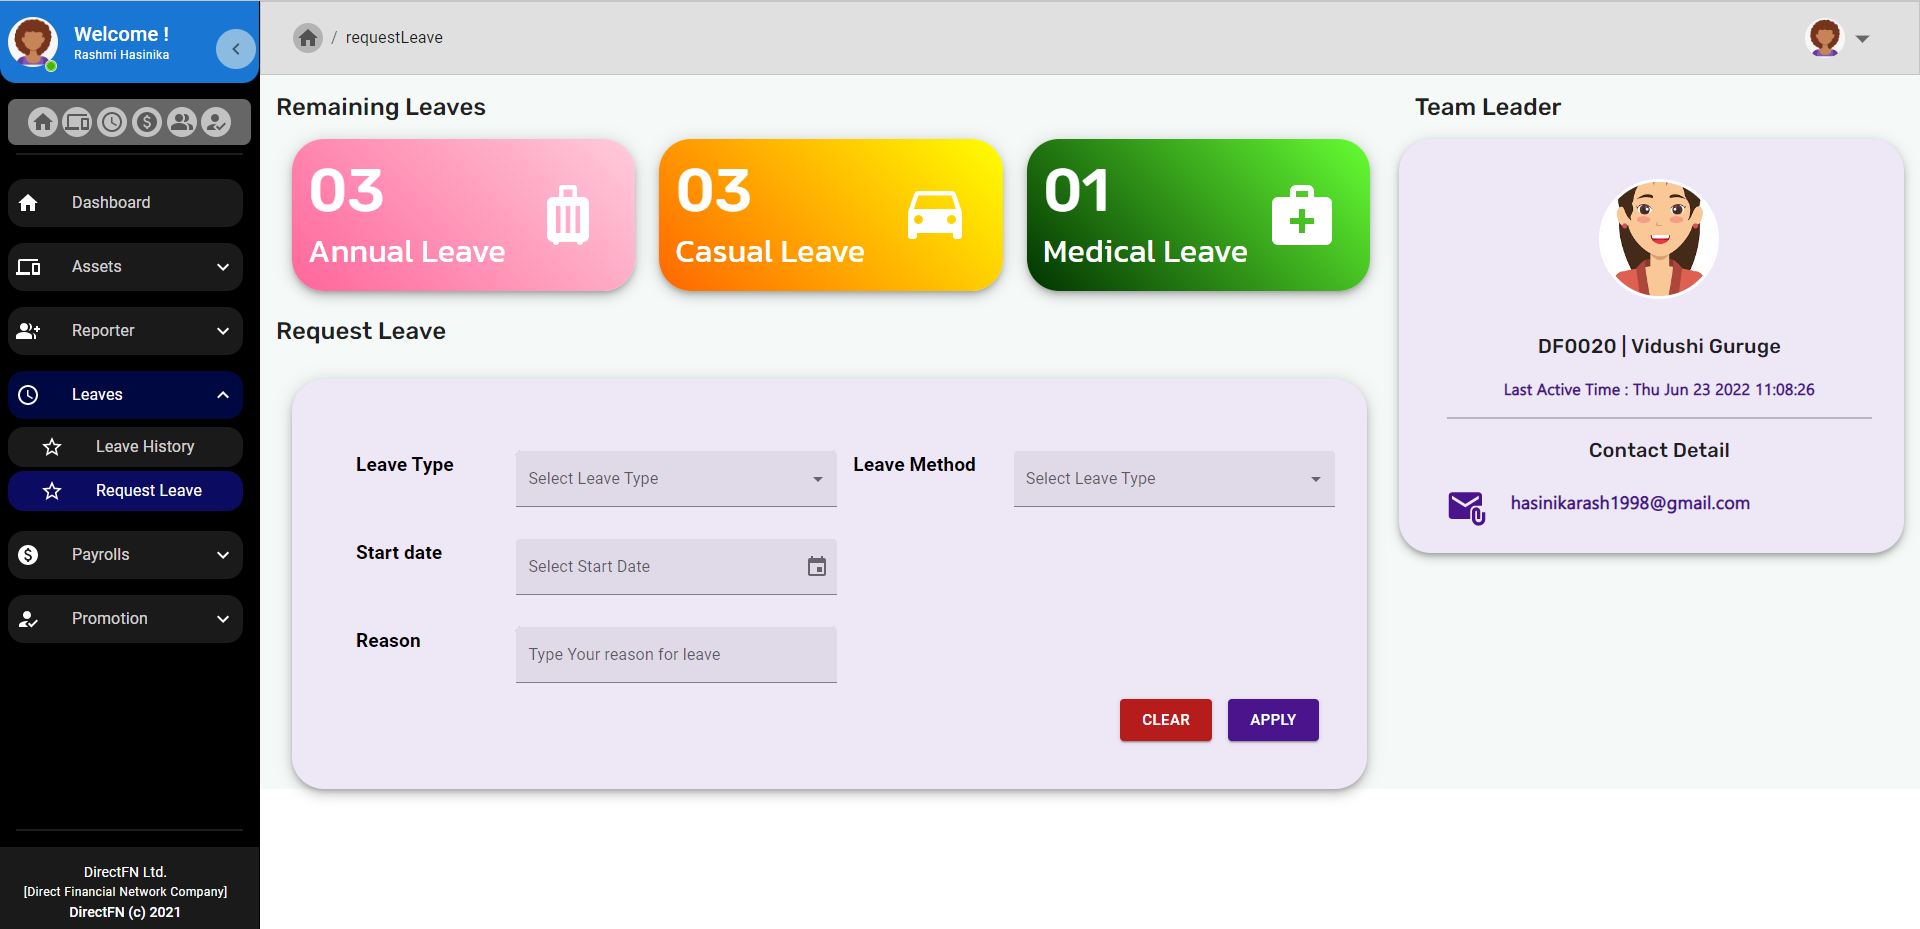 Welcome !
Rashmi Hasinika
Dashboard
Assets
Reporter
Leaves
Leave History
Request Leave
Payrolls
Promotion
DirectFN Ltd.
[Direct Financial Network Company]
DirectFN (c) 2021
/ requestLeave
Remaining Leaves
03
Annual Leave
03
Casual Leave
01
Medical Leave
Request Leave
Leave Type
Select Leave Type
Leave Method
Select Leave Type
Start date
Select Start Date
Reason
Type Your reason for leave
CLEAR
APPLY
Team Leader
DF0020 | Vidushi Guruge
Last Active Time : Thu Jun 23 2022 11:08:26
Contact Detail
hasinikarash1998@gmail.com